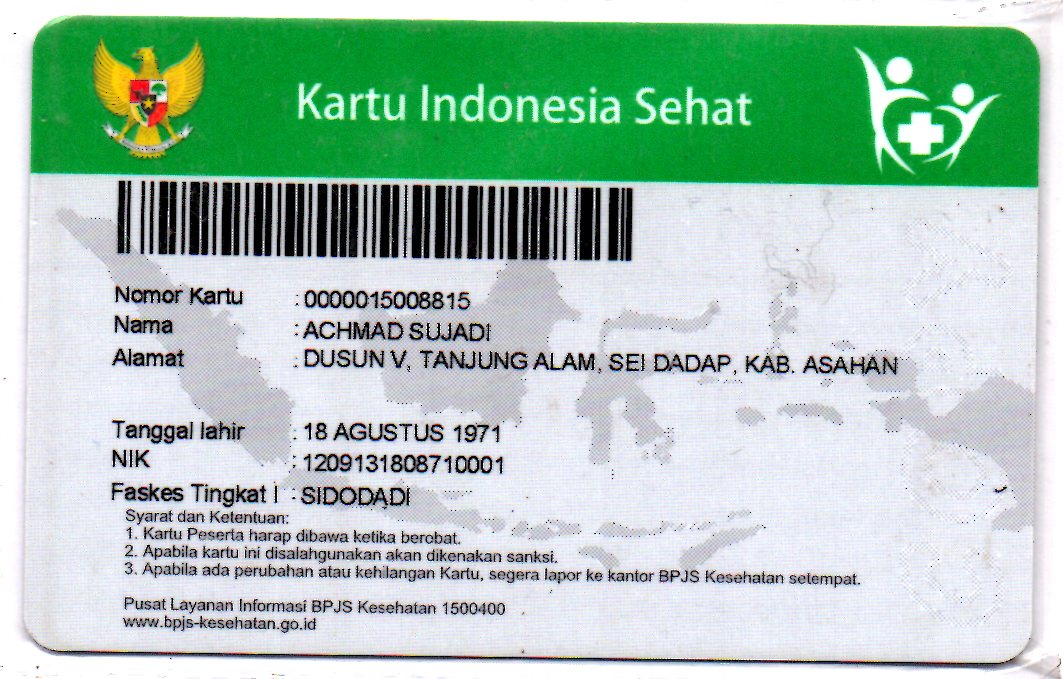 Kartu Indonesia Sehat
Nomor Kartu : 0000015008815
Nama : ACHMAD SUJADI
Alamat : DUSUN V, TANJUNG ALAM, SEI DADAP, KAB. ASAHAN
Tanggal lahir : 18 AGUSTUS 1971
NIK : 1209131808710001
Faskes Tingkat I : SIDODADI
Syarat dan Ketentuan:
1. Kartu Peserta harap dibawa ketika berobat.
2. Apabila kartu ini disalahgunakan akan dikenakan sanksi.
3. Apabila ada perubahan atau kehilangan Kartu, segera lapor ke kantor BPJS Kesehatan setempat.
Pusat Layanan Informasi BPJS Kesehatan 1500400
www.bpjs-kesehatan.go.id